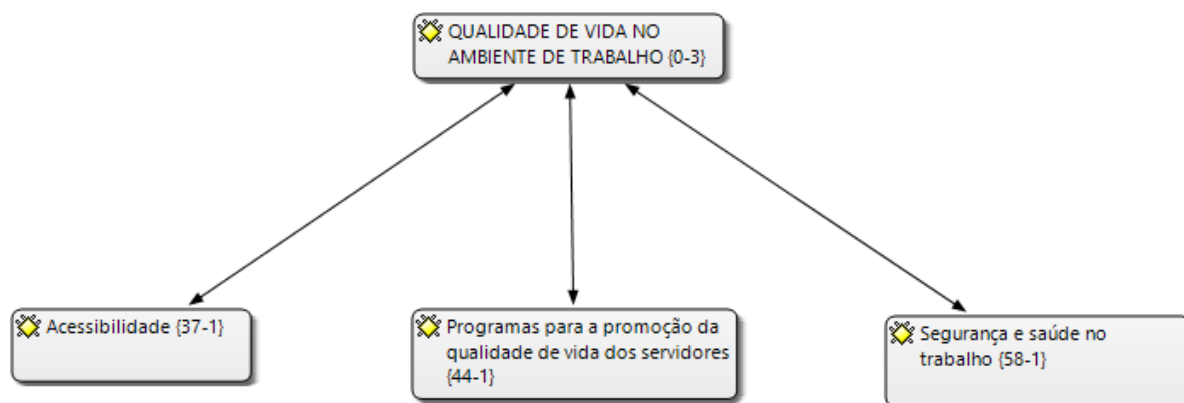 QUALIDADE DE VIDA NO
AMBIENTE DE TRABALHO {0-3}
Acessibilidade {37-1}
Programas para a promoção da
qualidade de vida dos servidores
{44-1}
Segurança e saúde no
trabalho {58-1}